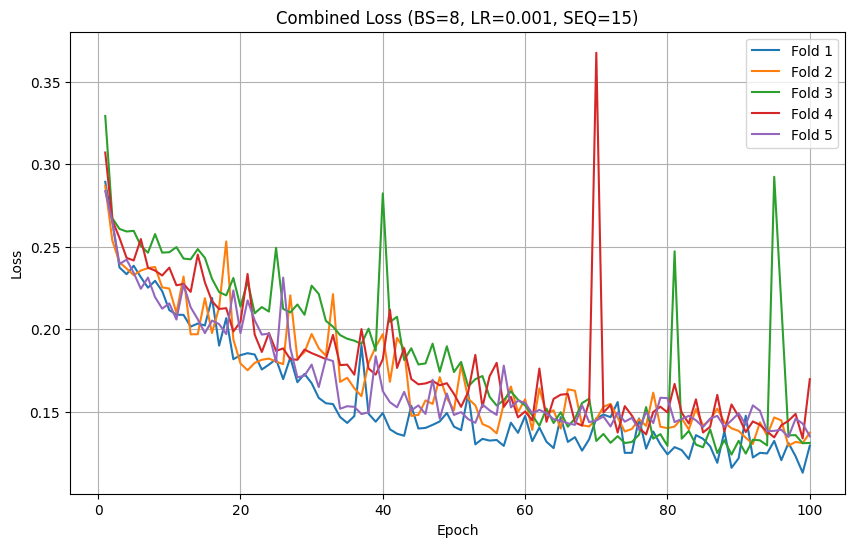 Combined Loss (BS=8, LR=0.001, SEQ=15)
Fold 1
Fold 2
Fold 3
Fold 4
Fold 5
Loss
0.35
0.30
0.25
0.20
0.15
0 20 40 60 80 100
Epoch